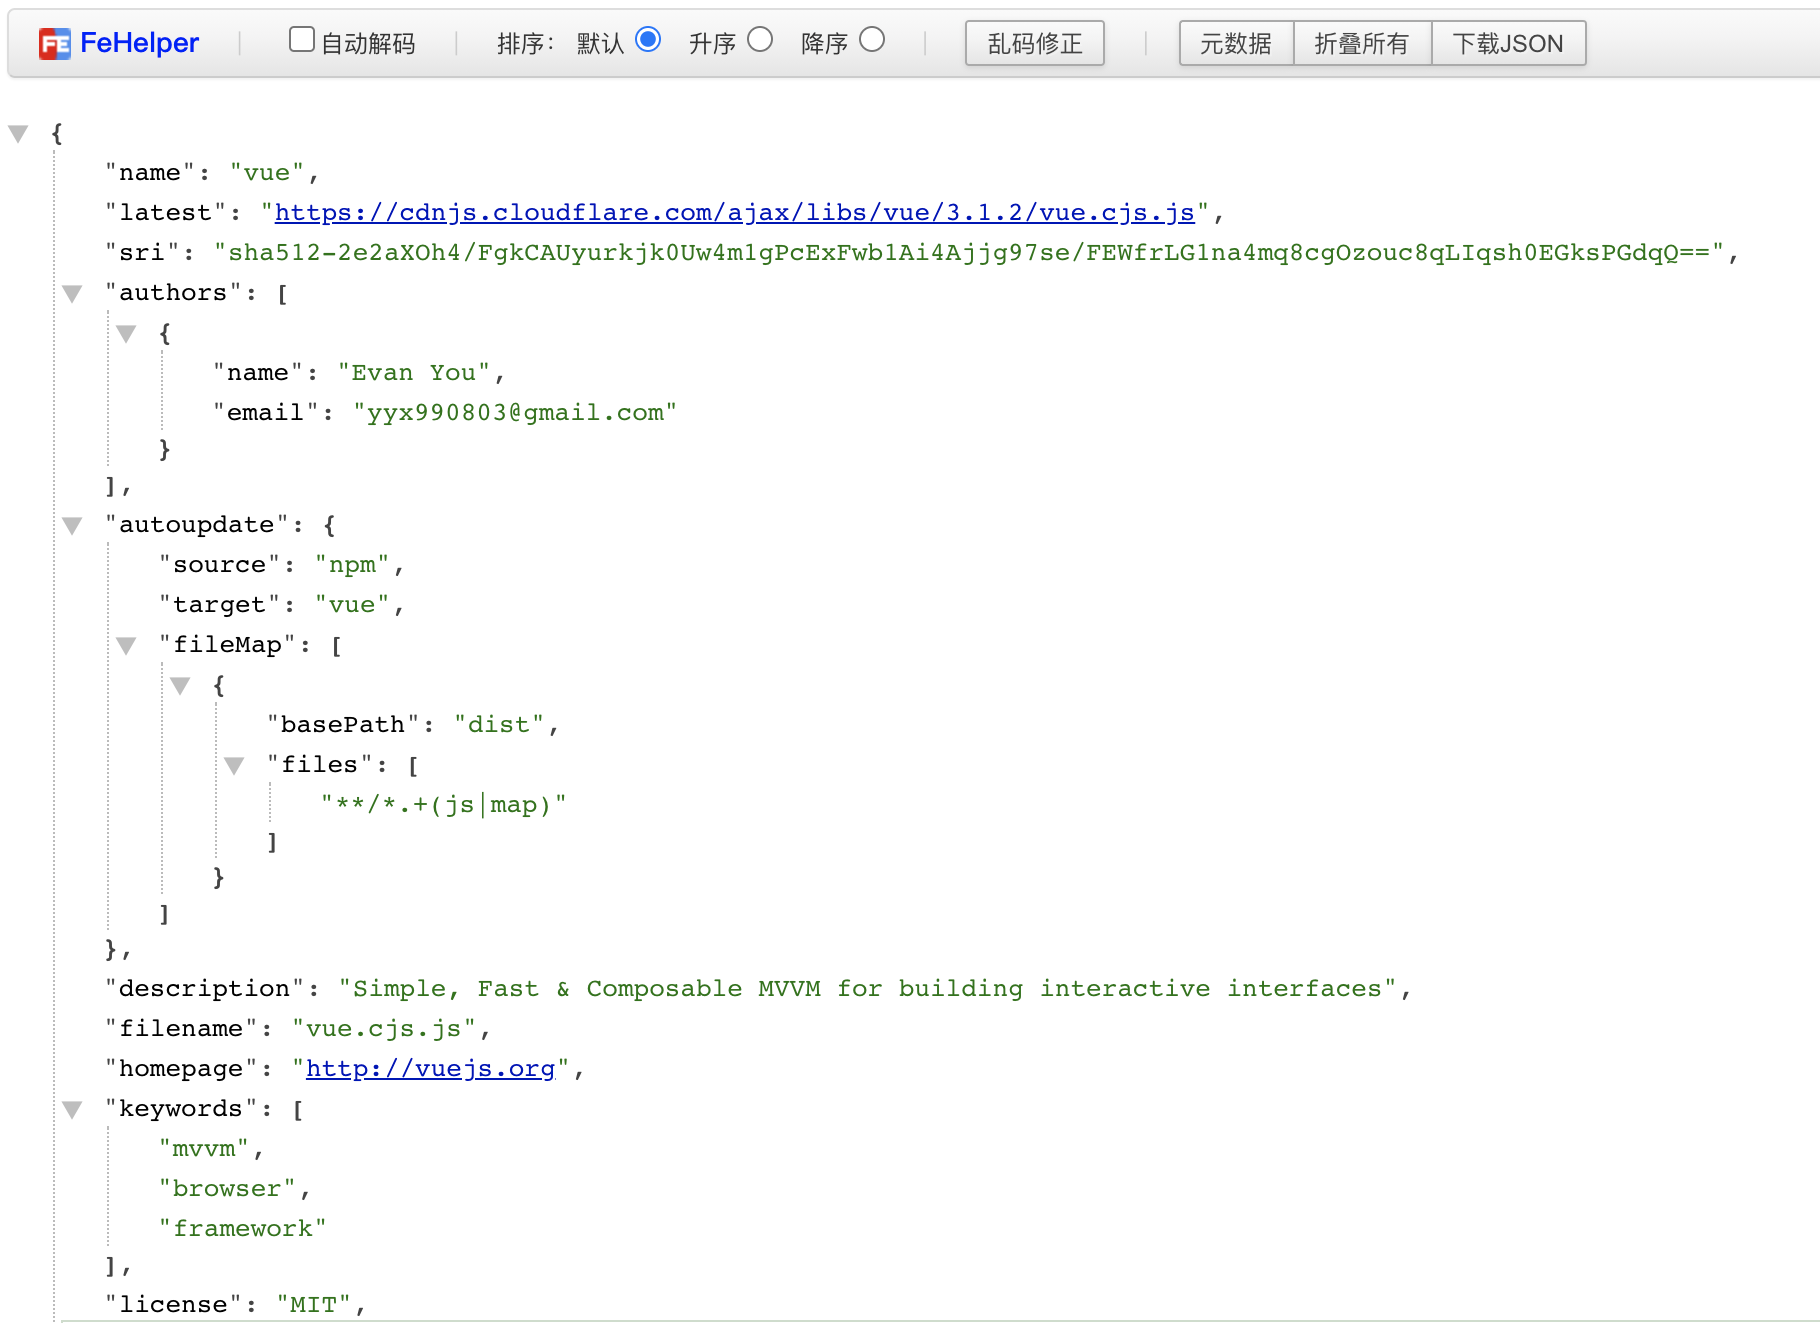 FeHelper 自动解码 排序： 默认 升序 降序 乱码修正 元数据 折叠所有 下载JSON
{
"name": "vue",
"latest": "https://cdnjs.cloudflare.com/ajax/libs/vue/3.1.2/vue.cjs.js",
"sri": "sha512-2e2aXOh4/FgkCAUyurkjk0Uw4m1gPcExFwb1Ai4Ajjg97se/FEWfrLG1na4mq8cgOzouc8qLIqsh0EGksPGdqQ==",
"authors": [
{
"name": "Evan You",
"email": "yyx990803@gmail.com"
}
],
"autoupdate": {
"source": "npm",
"target": "vue",
"fileMap": [
{
"basePath": "dist",
"files": [
"**/*.+(js|map)"
]
}
]
},
"description": "Simple, Fast & Composable MVVM for building interactive interfaces",
"filename": "vue.cjs.js",
"homepage": "http://vuejs.org",
"keywords": [
"mvvm",
"browser",
"framework"
],
"license": "MIT",